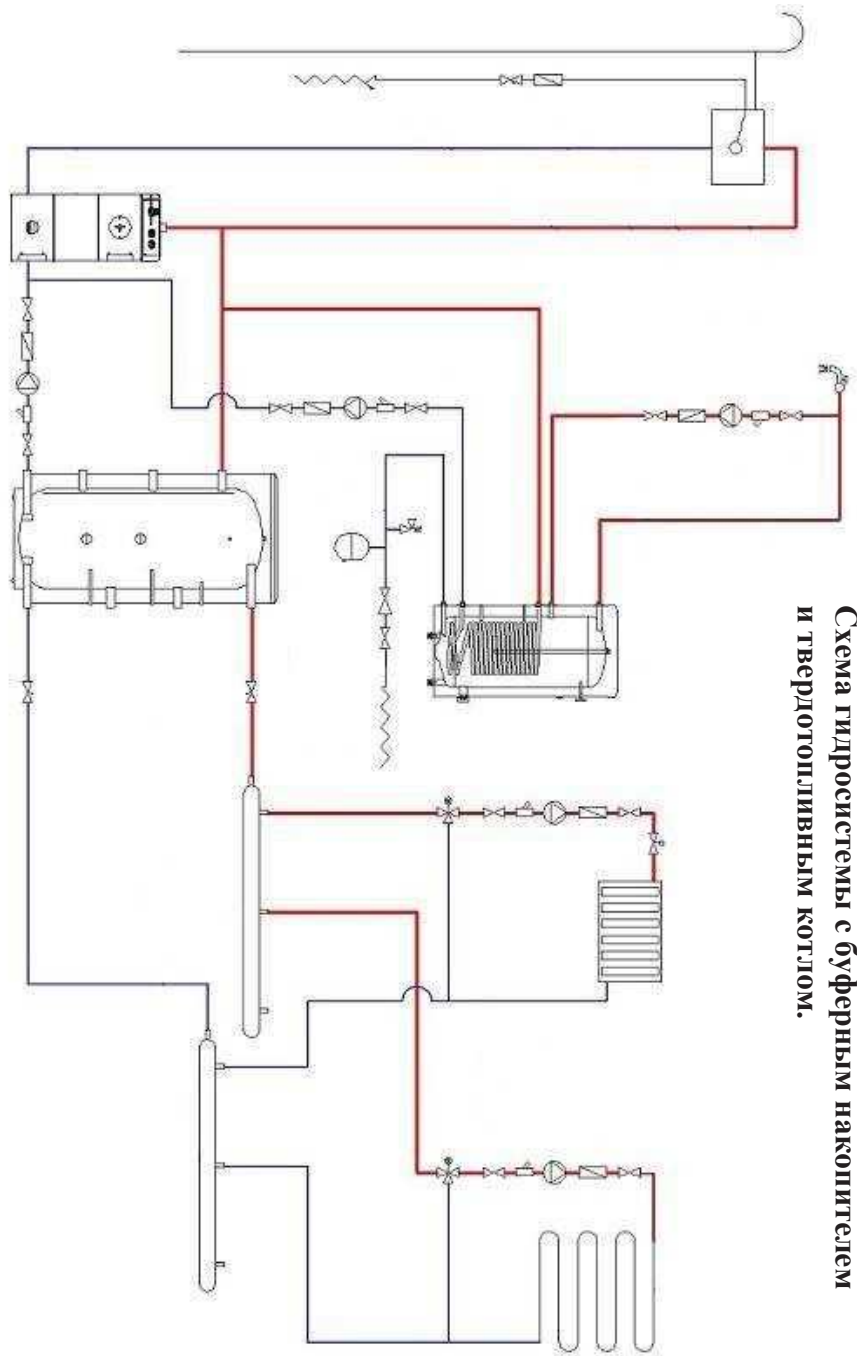 Схема гидросистемы с буферным накопителем
и твердотопливным котлом.